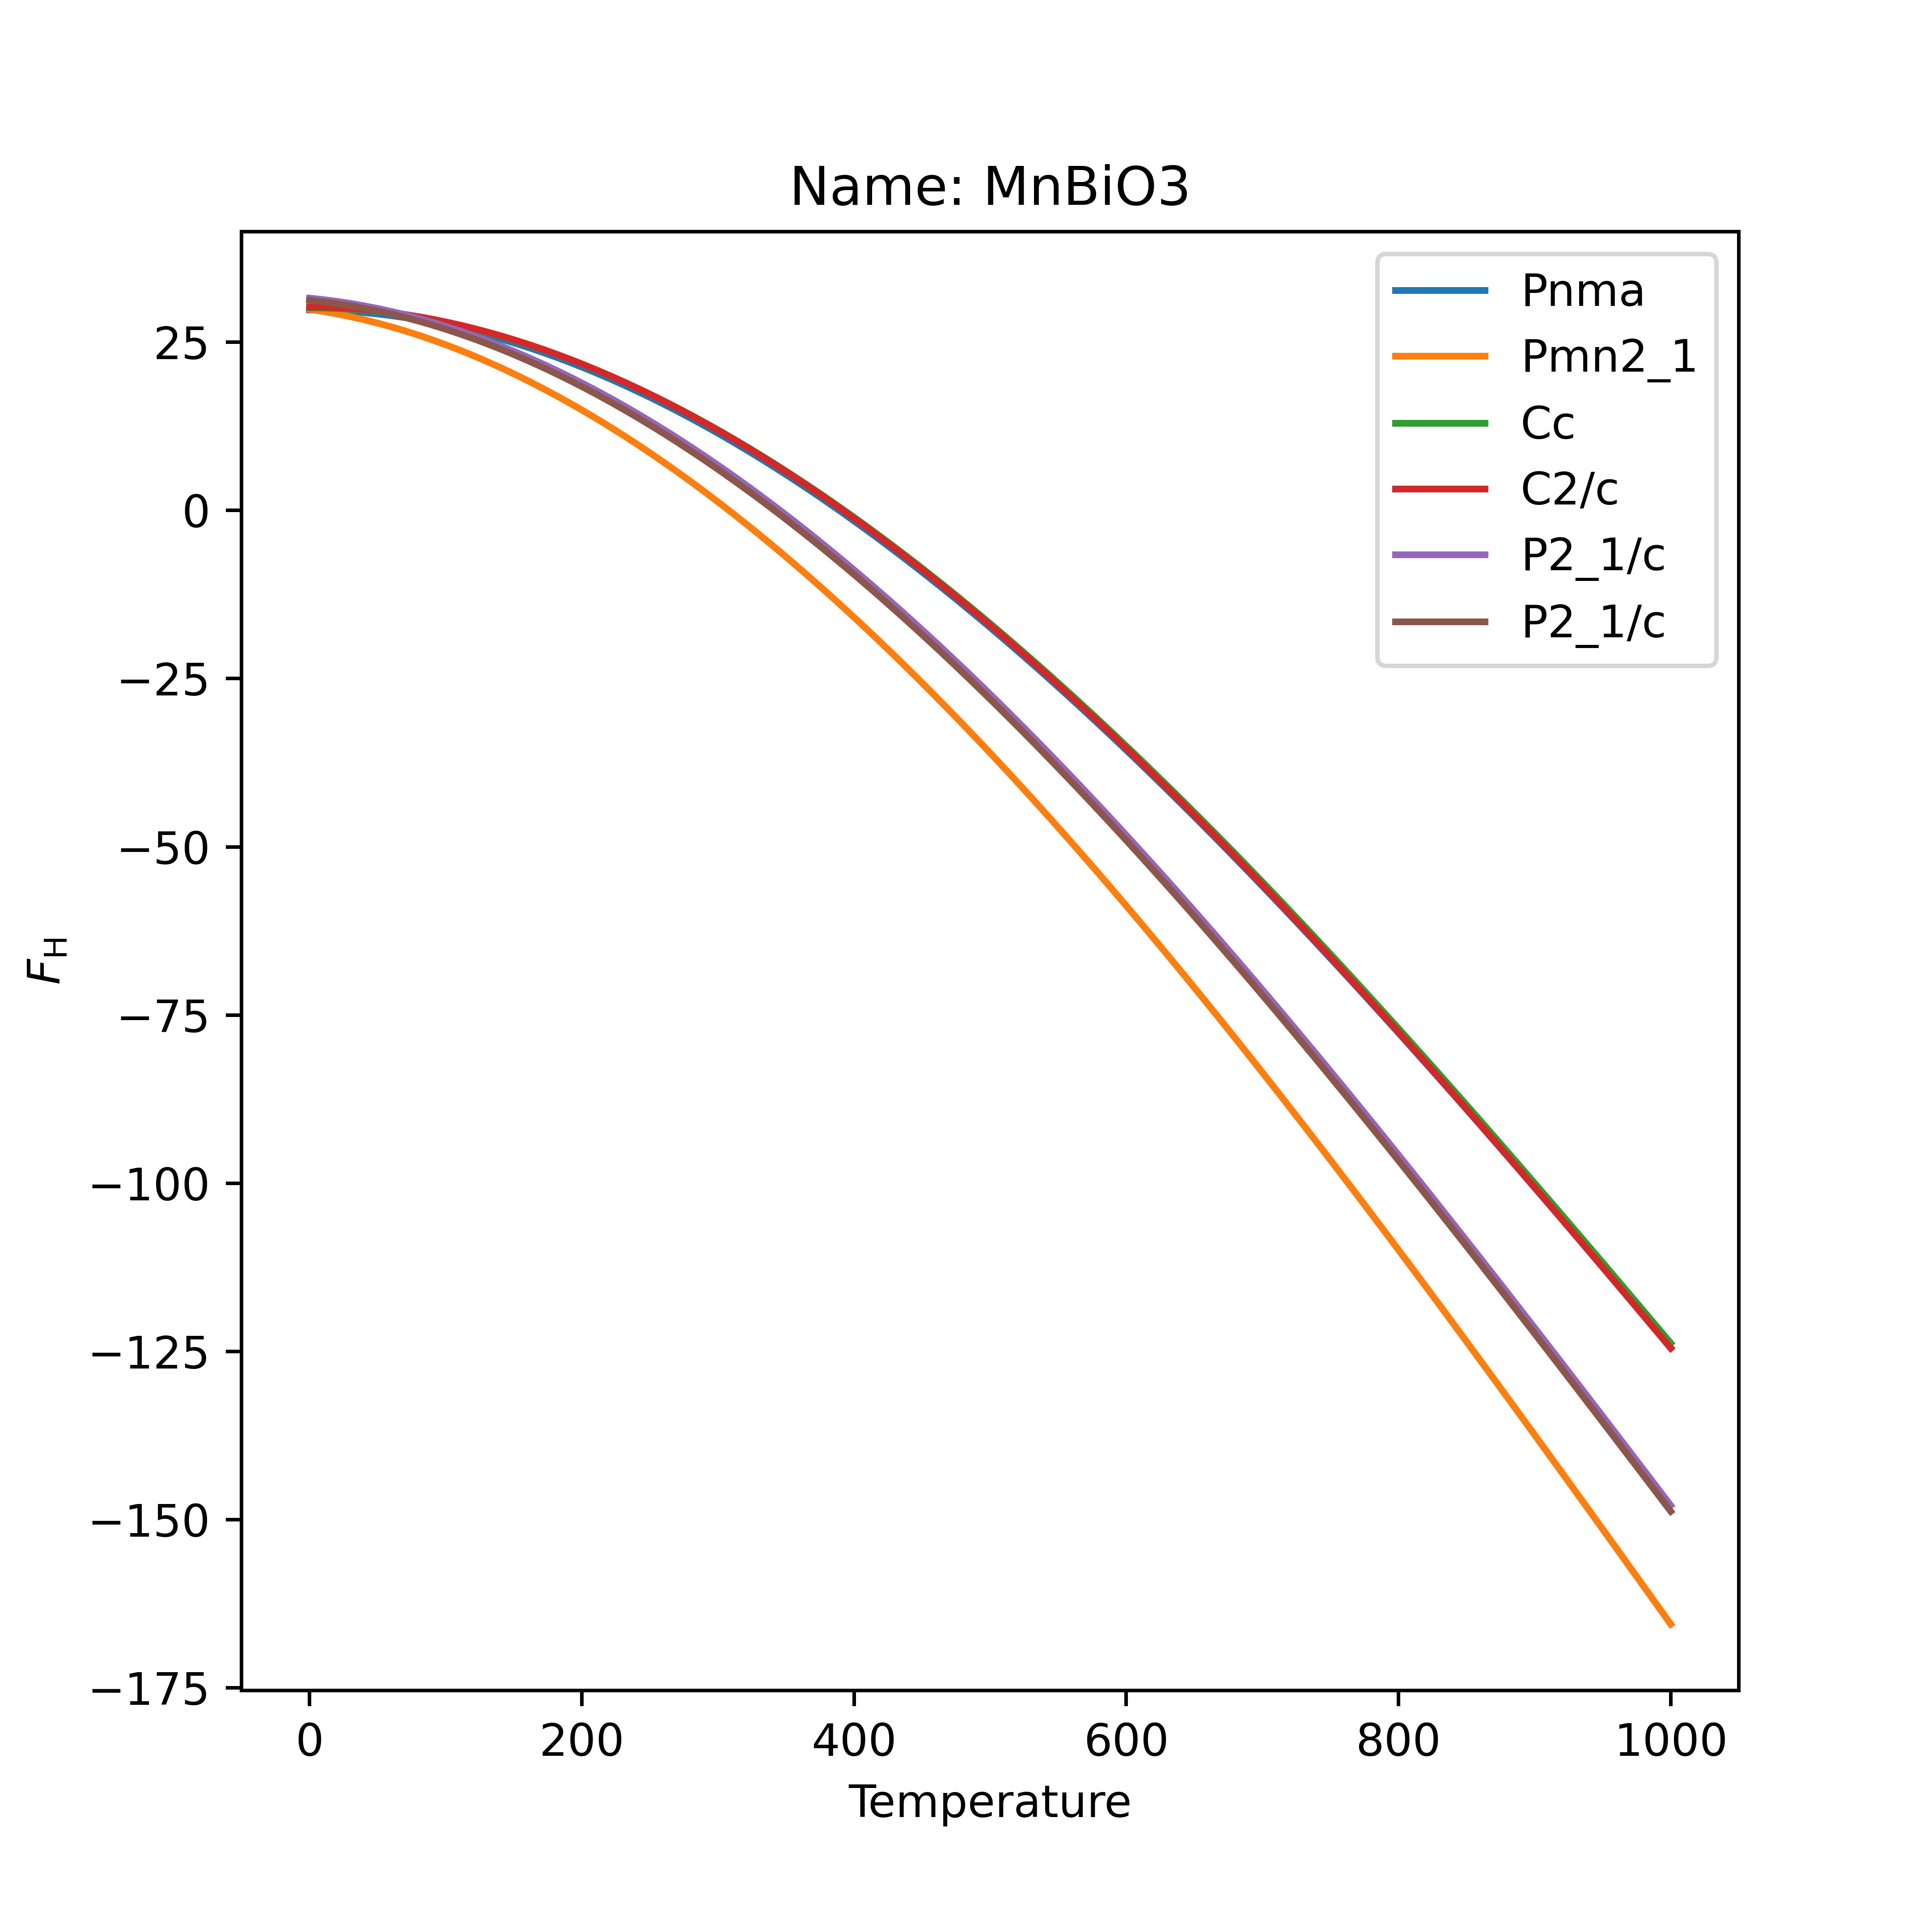 Name: MnBiO3
Pnma
Pmn2_1
Cc
C2/c
P2_1/c
P2_1/c
25
0
−25
−50
−75
−100
−125
−150
−175
F_H
0 200 400 600 800 1000
Temperature